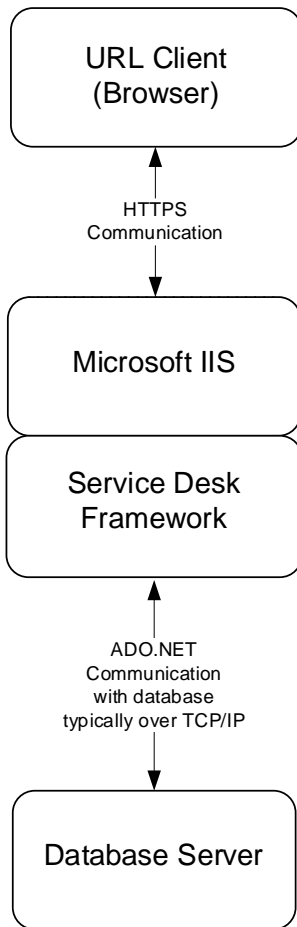 URL Client
(Browser)
HTTPS
Communication
Microsoft IIS
Service Desk
Framework
ADO.NET
Communication
with database
typically over TCP/IP
Database Server